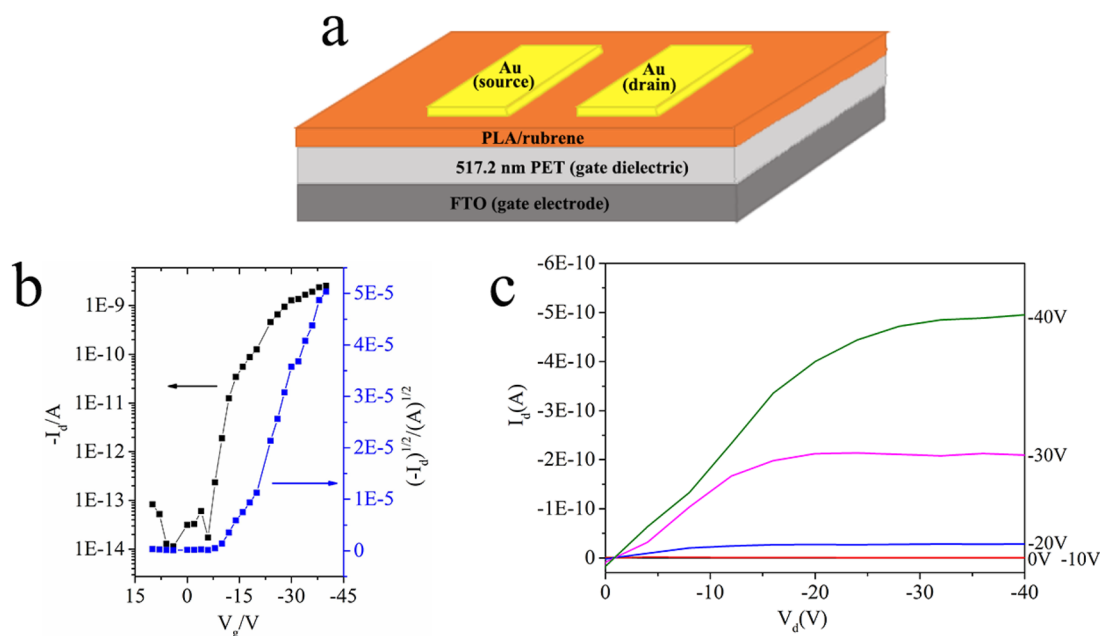 a
Au
(source)
Au
(drain)
PLA/rubrene
517.2 nm PET (gate dielectric)
FTO (gate electrode)
b
1E-9
1E-10
1E-11
1E-12
1E-13
1E-14
-I_d/A
15 0 -15 -30 -45
V_g/V
5E-5
4E-5
3E-5
2E-5
1E-5
0
(-I_d)^1/2/(A)^1/2
c
-6E-10
-5E-10
-4E-10
-3E-10
-2E-10
-1E-10
0
I_d(A)
0 -10 -20 -30 -40
V_d(V)
-40V
-30V
-20V
0V -10V